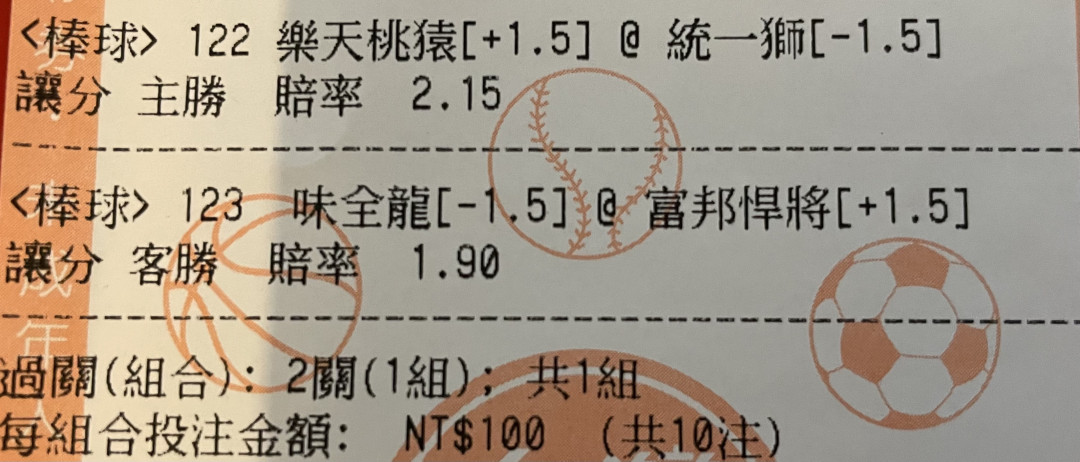 <棒球> 122 樂天桃猿[+1.5] @ 統一獅[-1.5]
讓分 主勝 賠率 2.15
<棒球> 123 味全龍[-1.5] @ 富邦悍將[+1.5]
讓分 客勝 賠率 1.90
過關(組合): 2關(1組); 共1組
每組合投注金額: NT$100 (共10注)